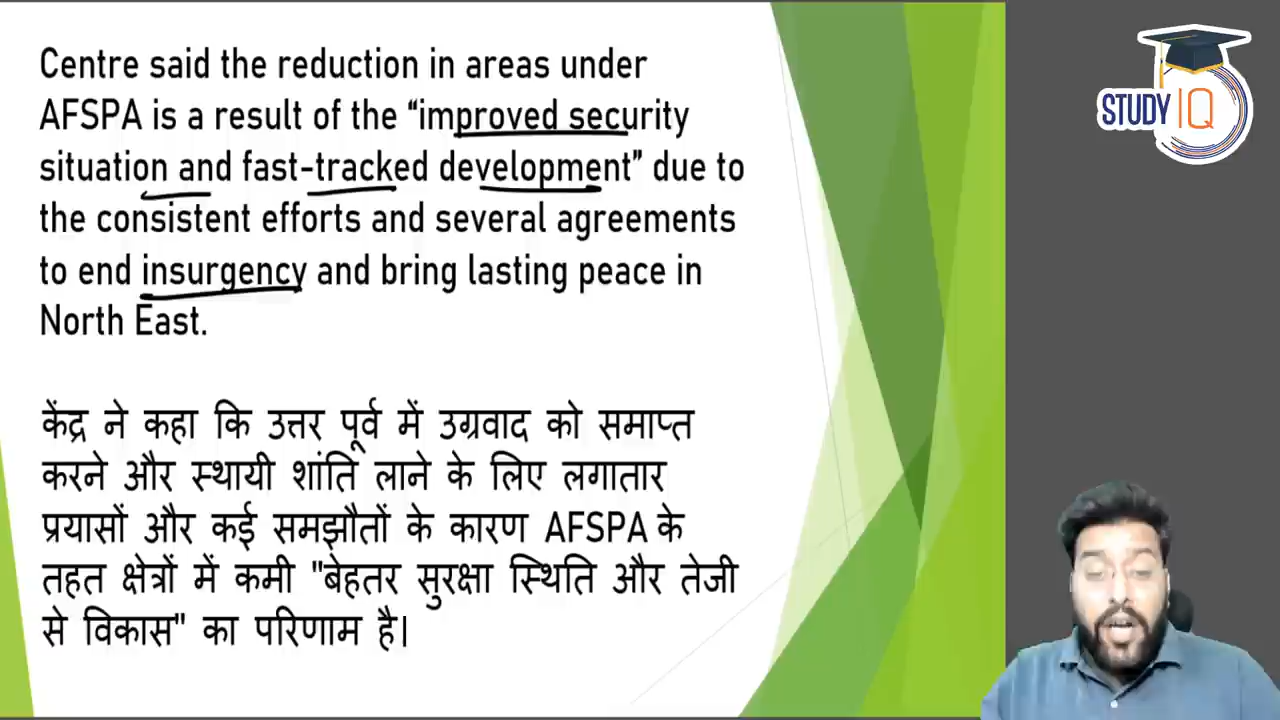 Centre said the reduction in areas under
AFSPA is a result of the “improved security
situation and fast-tracked development” due to
the consistent efforts and several agreements
to end insurgency and bring lasting peace in
North East.
केंद्र ने कहा कि उत्तर पूर्व में उग्रवाद को समाप्त
करने और स्थायी शांति लाने के लिए लगातार
प्रयासों और कई समझौतों के कारण AFSPA के
तहत क्षेत्रों में कमी "बेहतर सुरक्षा स्थिति और तेजी
से विकास" का परिणाम है।
STUDY IQ